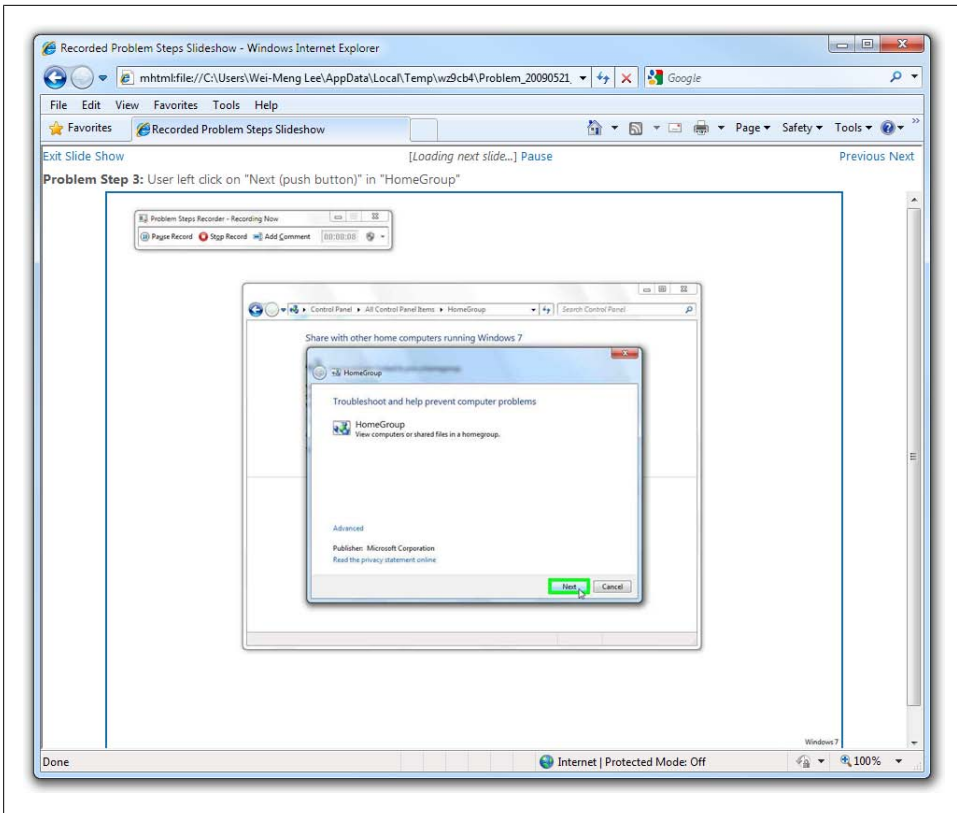 Recorded Problem Steps Slideshow - Windows Internet Explorer
mhtml:file://C:\Users\Wei-Meng Lee\AppData\Local\Temp\wz9cb4\Problem_20090521_ Google
File Edit View Favorites Tools Help
Favorites Recorded Problem Steps Slideshow Page Safety Tools
Exit Slide Show [Loading next slide...] Pause Previous Next
Problem Step 3: User left click on "Next (push button)" in "HomeGroup"
Problem Steps Recorder - Recording Now
Pause Record Stop Record Add Comment 00:00:08
Control Panel All Control Panel Items HomeGroup Search Control Panel
Share with other home computers running Windows 7
HomeGroup
Troubleshoot and help prevent computer problems
HomeGroup
View computers or shared files in a homegroup.
Advanced
Publisher: Microsoft Corporation
Read the privacy statement online
Next Cancel
Windows 7
Done Internet | Protected Mode: Off 100%